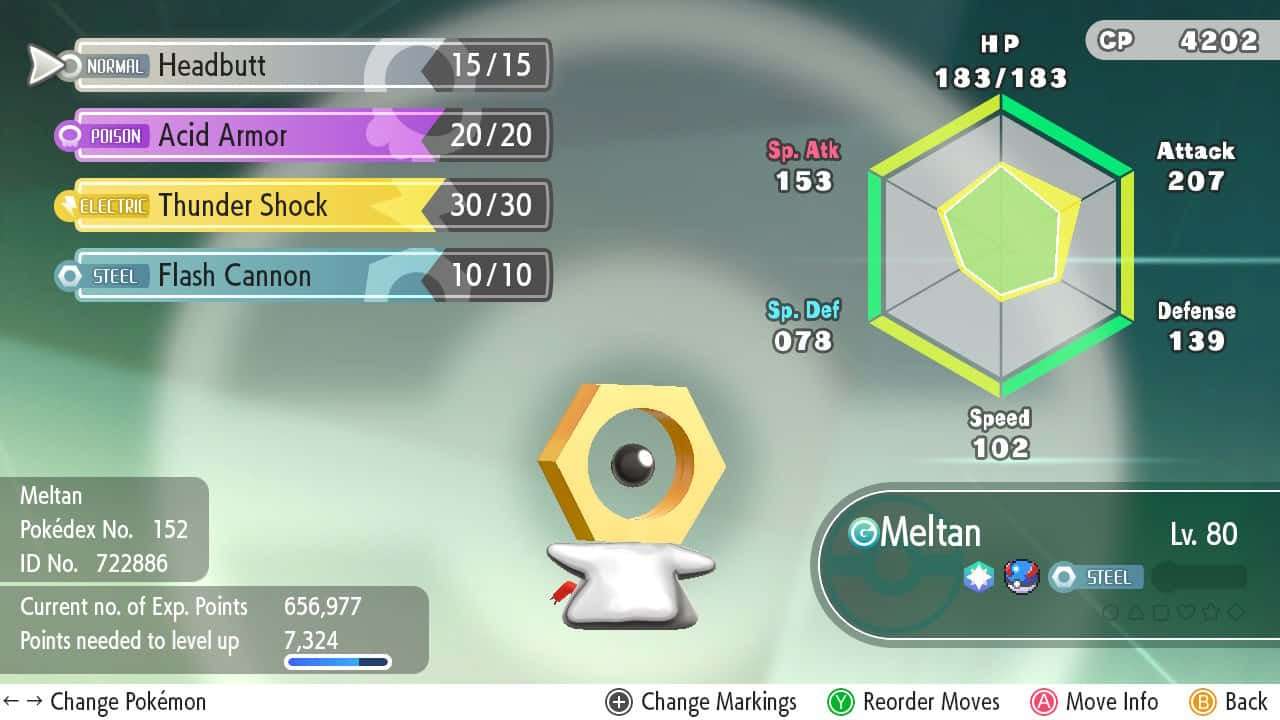 NORMAL Headbutt 15/15
POISON Acid Armor 20/20
ELECTRIC Thunder Shock 30/30
STEEL Flash Cannon 10/10
CP 4202
HP
183/183
Sp. Atk
153
Attack
207
Sp. Def
078
Defense
139
Speed
102
Meltan
Pokédex No. 152
ID No. 722886
Current no. of Exp. Points 656,977
Points needed to level up 7,324
G Meltan Lv. 80
STEEL
←→ Change Pokémon
+ Change Markings
Y Reorder Moves
A Move Info
B Back